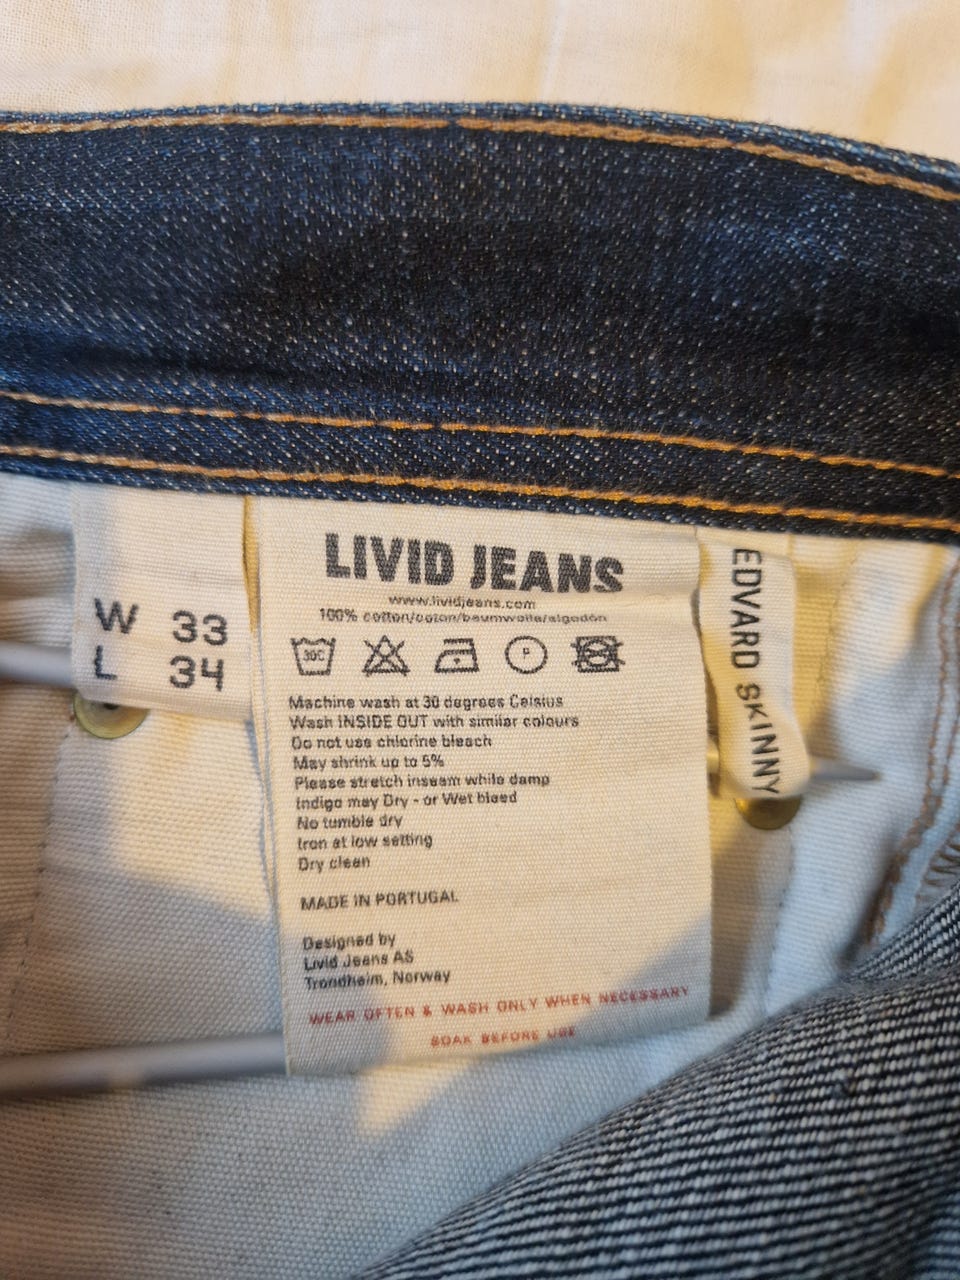 W 33
L 34
LIVID JEANS
www.lividjeans.com
100% cotton/coton/baumwolle/algodón
30C
P
Machine wash at 30 degrees Celsius
Wash INSIDE OUT with similar colours
Do not use chlorine bleach
May shrink up to 5%
Please stretch inseam while damp
Indigo may Dry - or Wet bleed
No tumble dry
Iron at low setting
Dry clean
MADE IN PORTUGAL
Designed by
Livid Jeans AS
Trondheim, Norway
WEAR OFTEN & WASH ONLY WHEN NECESSARY
SOAK BEFORE USE
EDVARD SKINNY